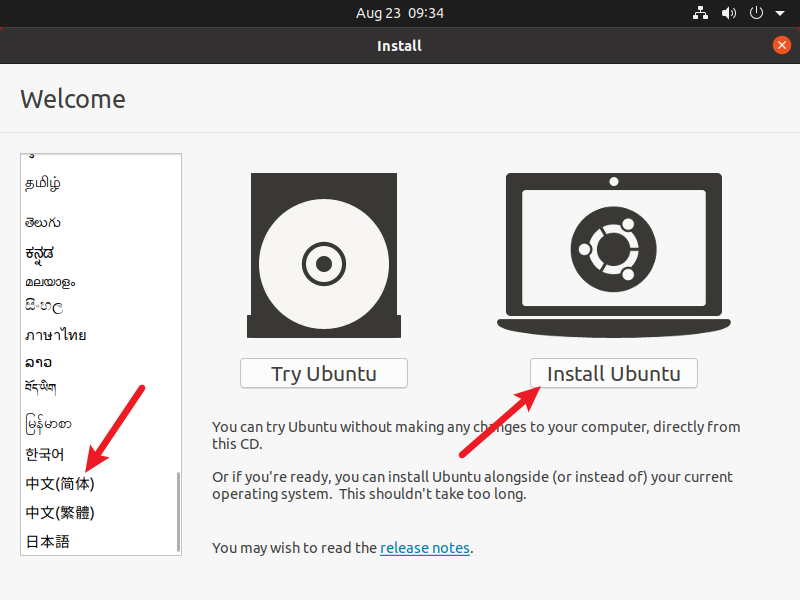 Aug 23 09:34
Install
Welcome
தமிழ்
తెలుగు
ಕನ್ನಡ
മലയാളം
සිංහල
ภาษาไทย
ລາວ
བོད་ཡིག
မြန်မာစာ
한국어
中文(简体)
中文(繁體)
日本語
Try Ubuntu
Install Ubuntu
You can try Ubuntu without making any changes to your computer, directly from
this CD.
Or if you're ready, you can install Ubuntu alongside (or instead of) your current
operating system. This shouldn't take too long.
You may wish to read the release notes.